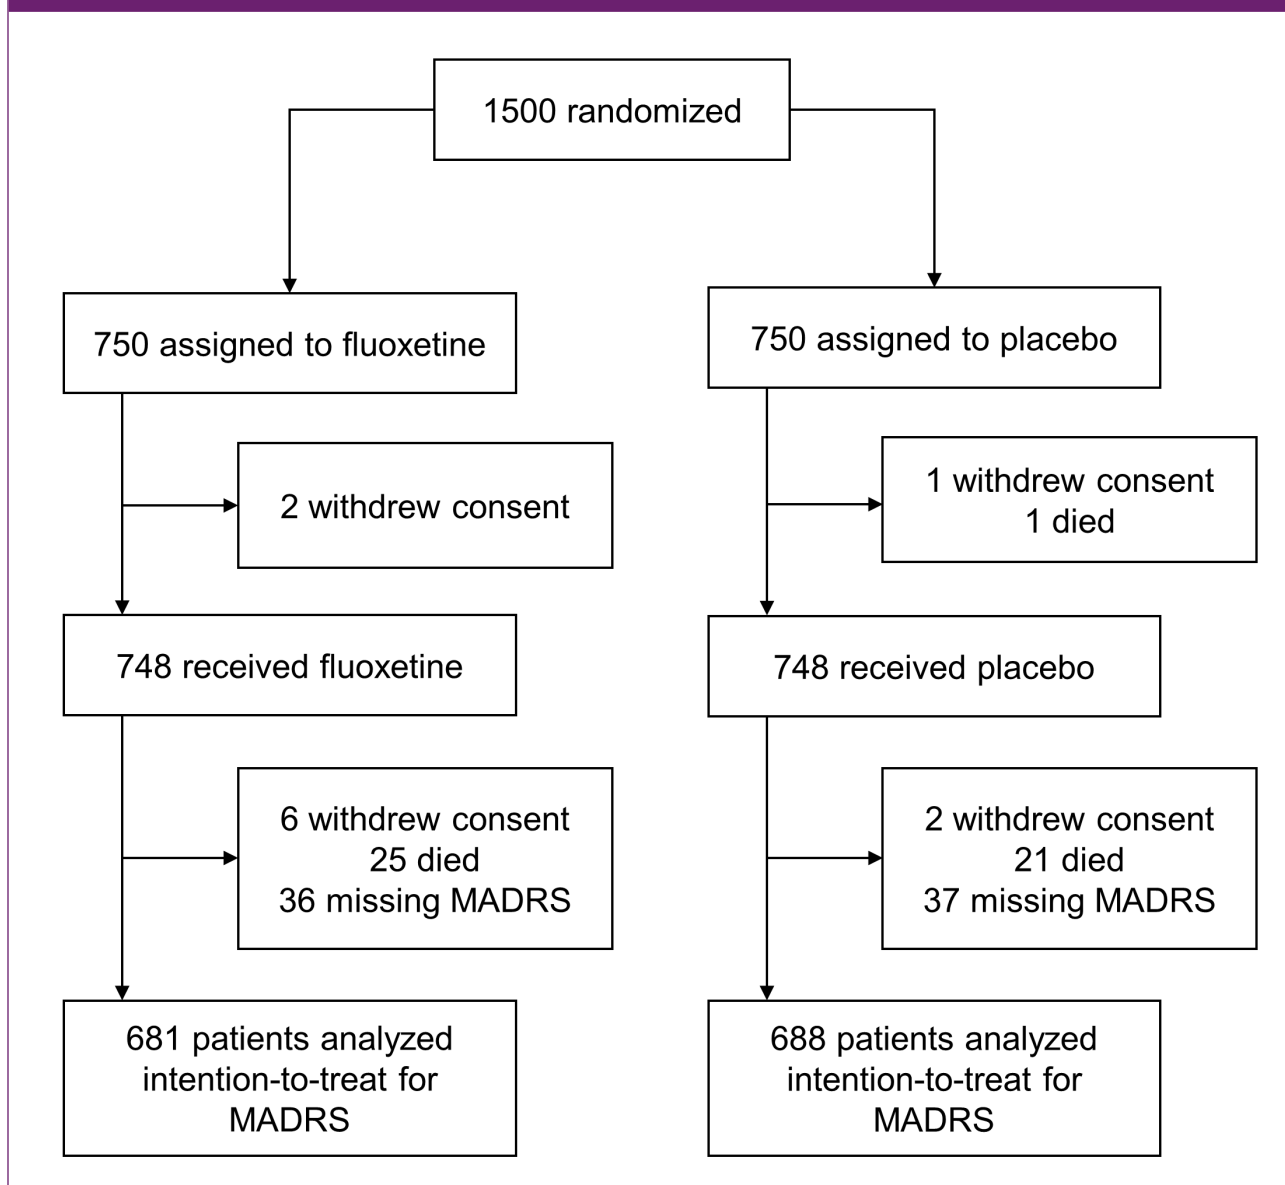 1500 randomized
750 assigned to fluoxetine
750 assigned to placebo
2 withdrew consent
1 withdrew consent
1 died
748 received fluoxetine
748 received placebo
6 withdrew consent
25 died
36 missing MADRS
2 withdrew consent
21 died
37 missing MADRS
681 patients analyzed
intention-to-treat for
MADRS
688 patients analyzed
intention-to-treat for
MADRS